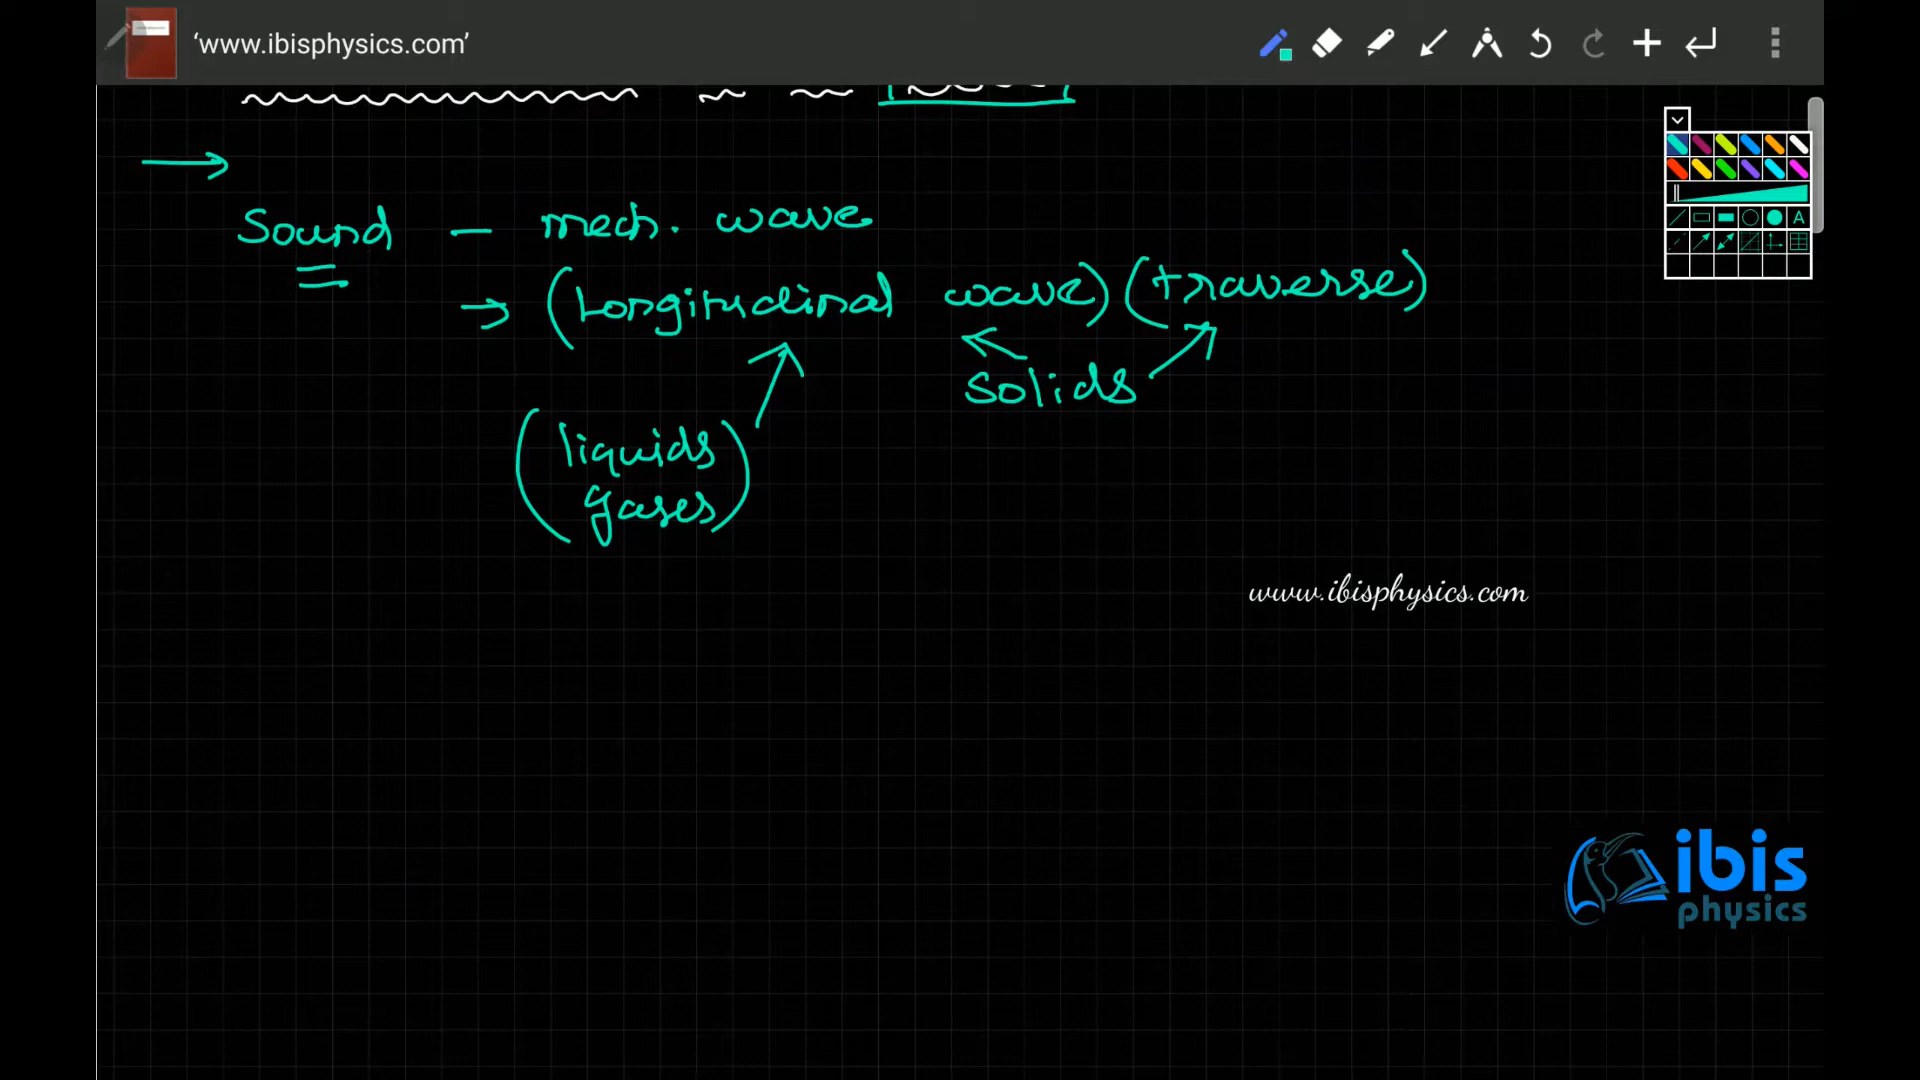 ‘www.ibisphysics.com’
A
Sound — mech. wave
→ (Longitudinal wave) (traverse)
solids
(liquids
gases)
www.ibisphysics.com
ibis
physics